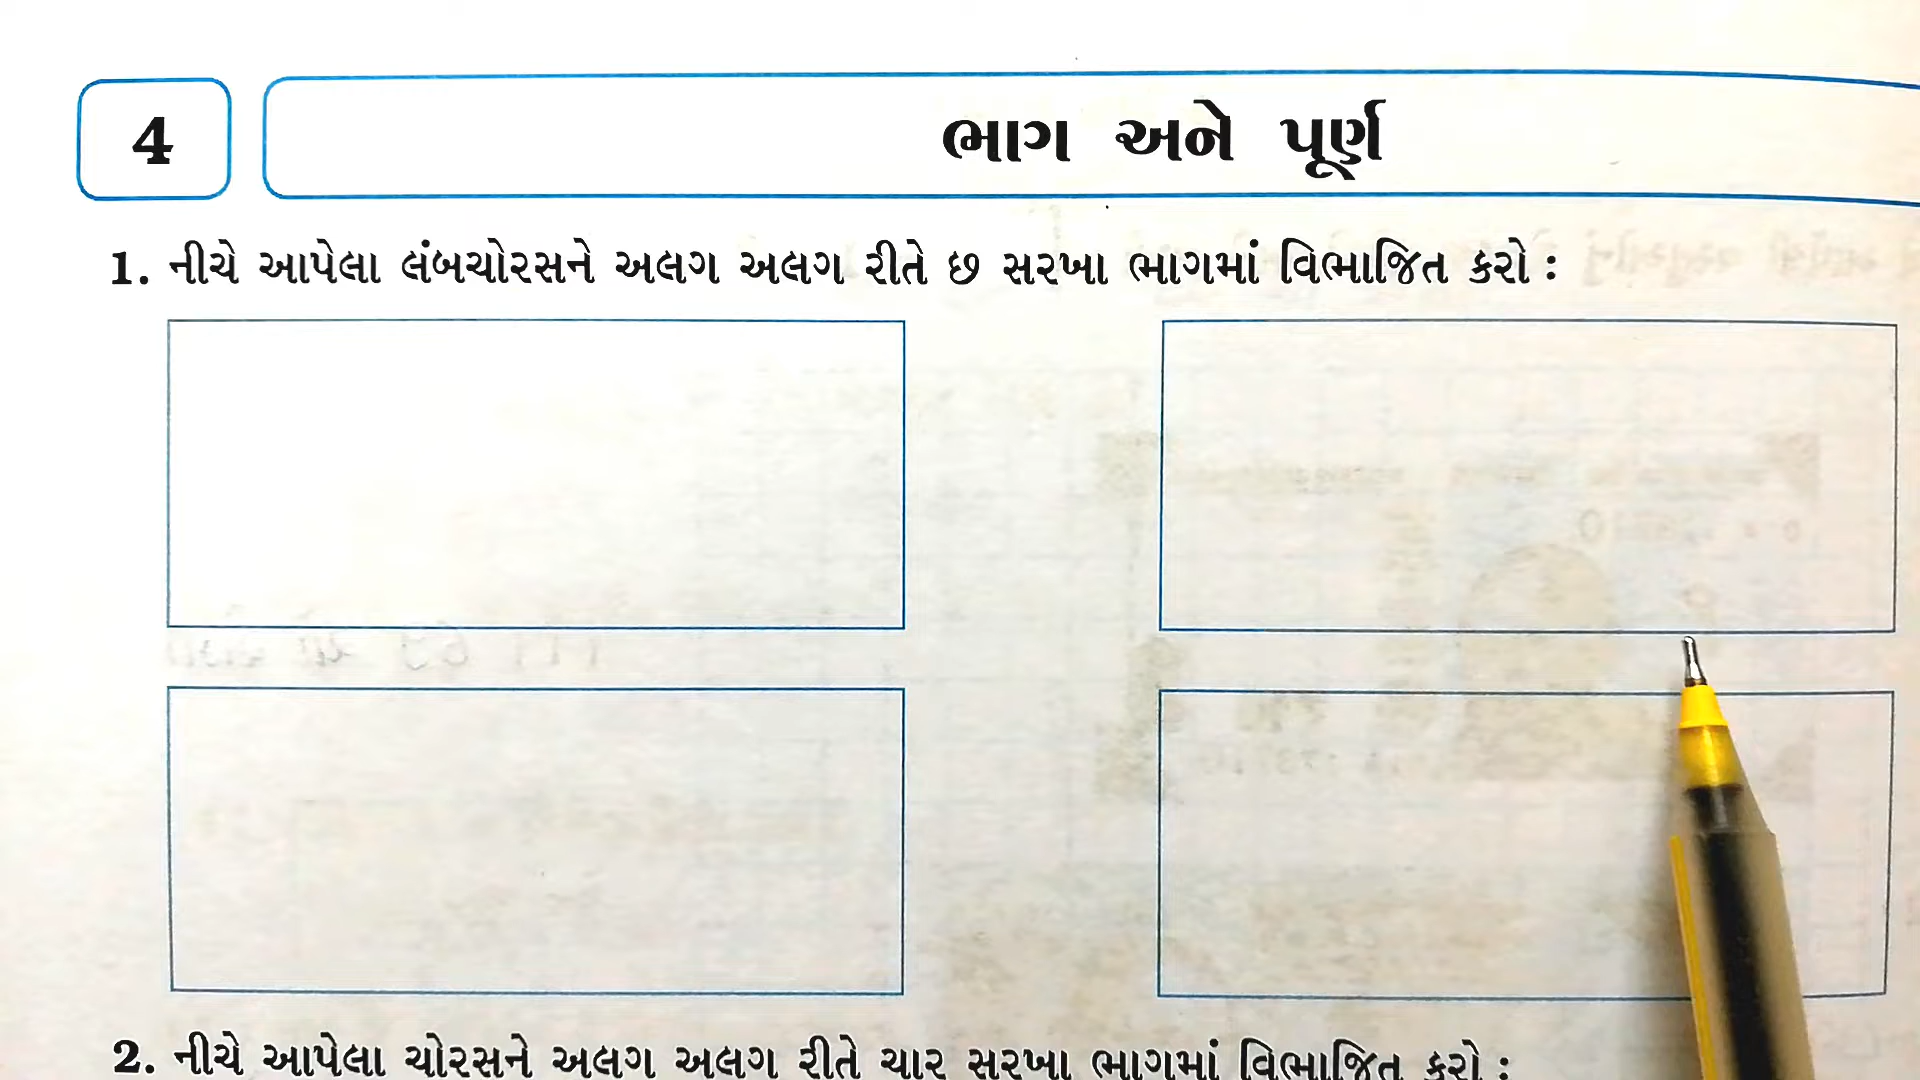 4
ભાગ અને પૂર્ણ
1. નીચે આપેલા લંબચોરસને અલગ અલગ રીતે છ સરખા ભાગમાં વિભાજિત કરો :
2. નીચે આપેલા ચોરસને અલગ અલગ રીતે ચાર સરખા ભાગમાં વિભાજિત કરો :